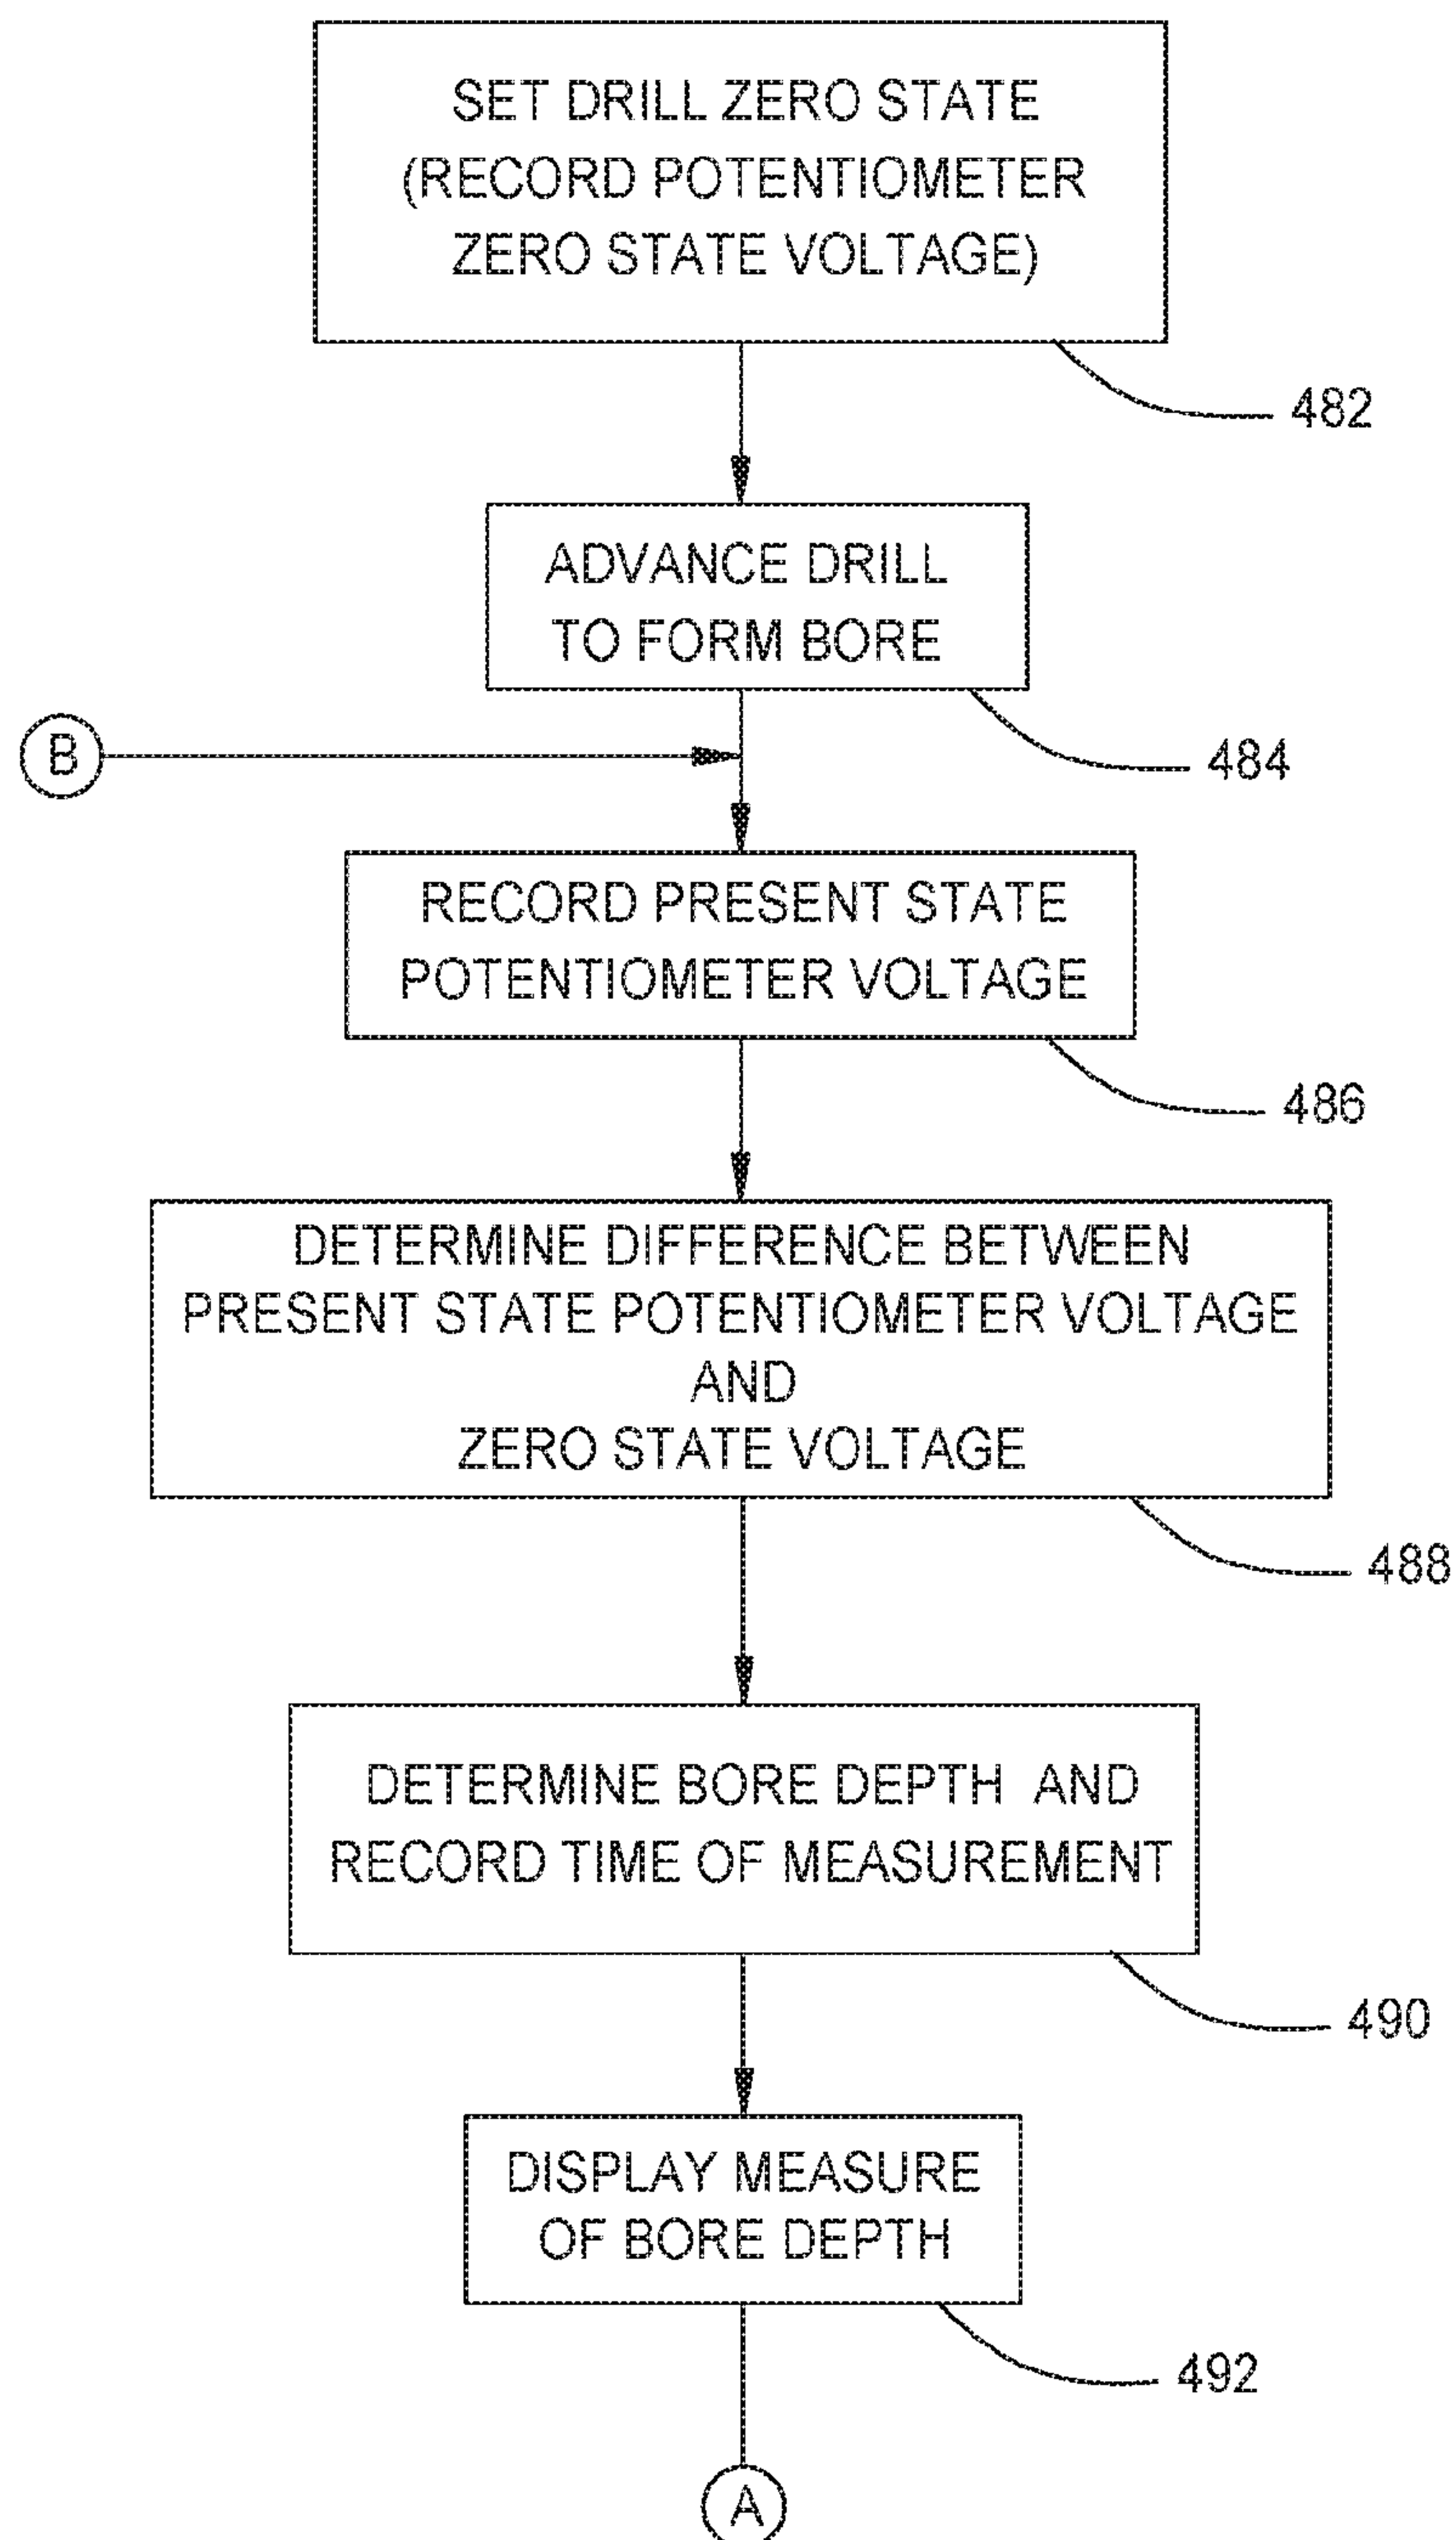 SET DRILL ZERO STATE
(RECORD POTENTIOMETER
ZERO STATE VOLTAGE)
482
ADVANCE DRILL
TO FORM BORE
484
B
RECORD PRESENT STATE
POTENTIOMETER VOLTAGE
486
DETERMINE DIFFERENCE BETWEEN
PRESENT STATE POTENTIOMETER VOLTAGE
AND
ZERO STATE VOLTAGE
488
DETERMINE BORE DEPTH AND
RECORD TIME OF MEASUREMENT
490
DISPLAY MEASURE
OF BORE DEPTH
492
A